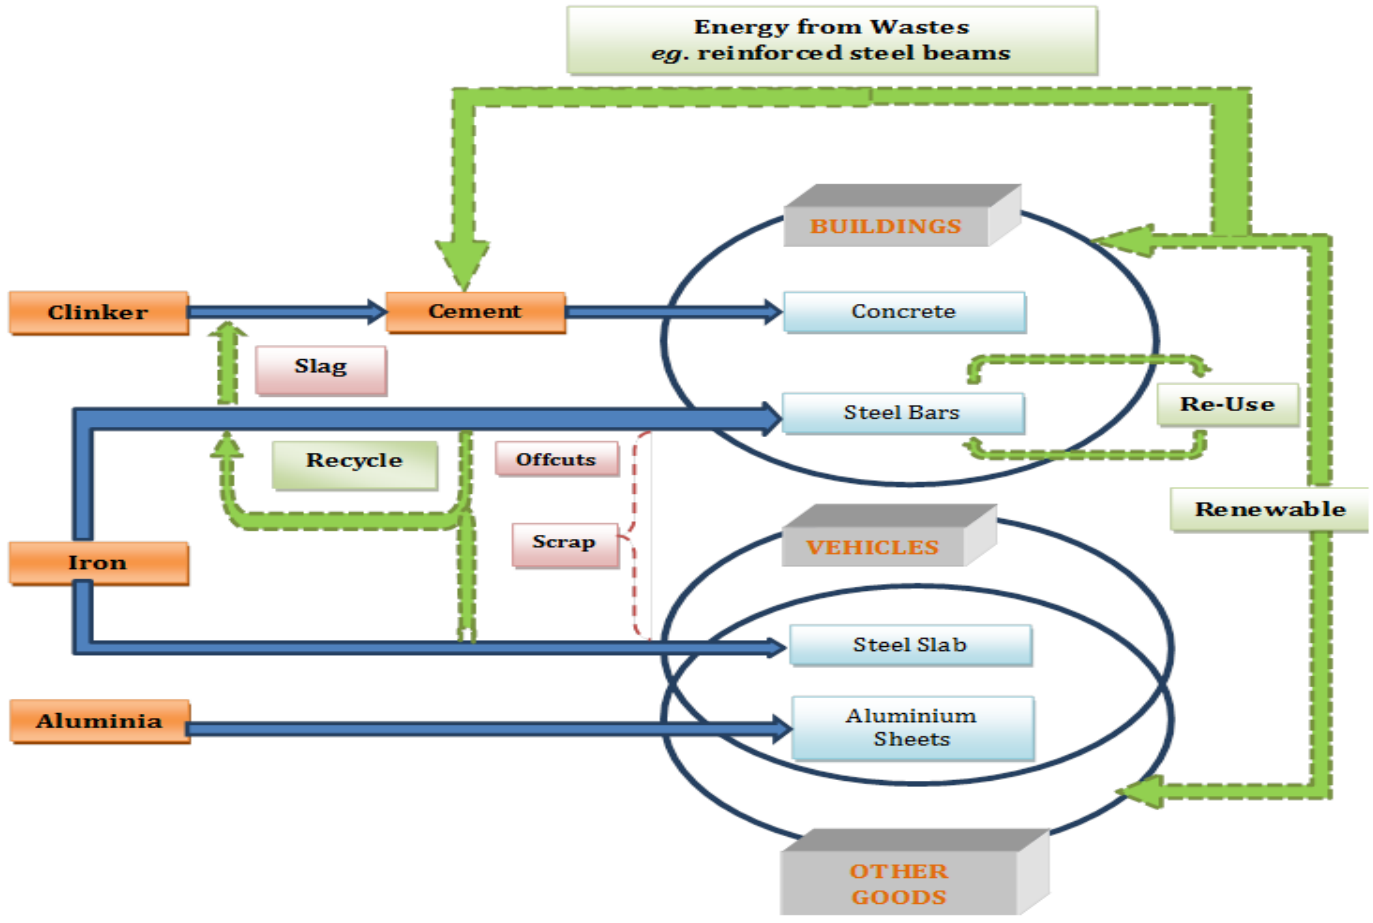 Energy from Wastes
eg. reinforced steel beams
BUILDINGS
Clinker
Cement
Concrete
Slag
Steel Bars
Re-Use
Recycle
Offcuts
Renewable
Scrap
VEHICLES
Iron
Steel Slab
Aluminia
Aluminium
Sheets
OTHER
GOODS